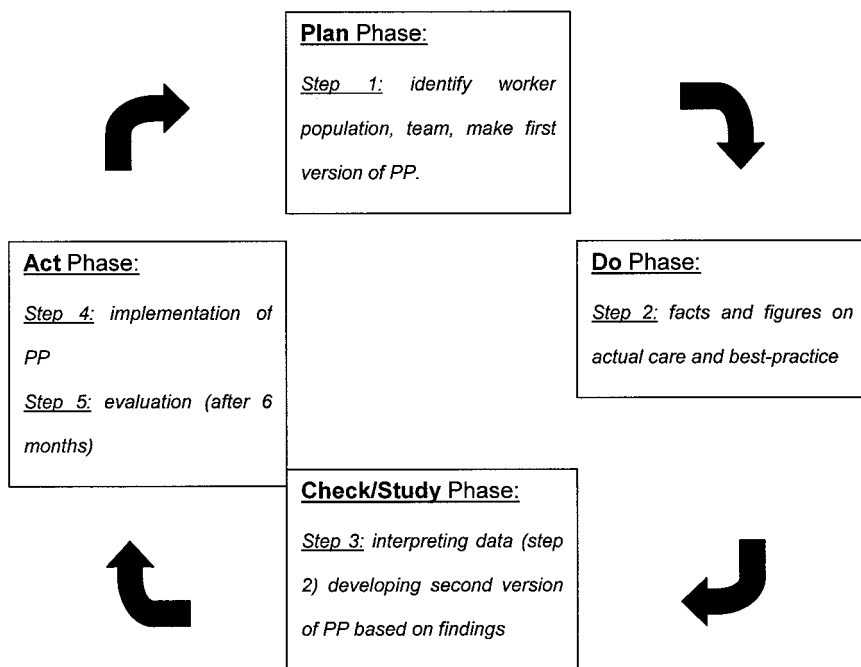 Plan Phase:
Step 1: identify worker
population, team, make first
version of PP.
Act Phase:
Step 4: implementation of
PP
Step 5: evaluation (after 6
months)
Do Phase:
Step 2: facts and figures on
actual care and best-practice
Check/Study Phase:
Step 3: interpreting data (step
2) developing second version
of PP based on findings